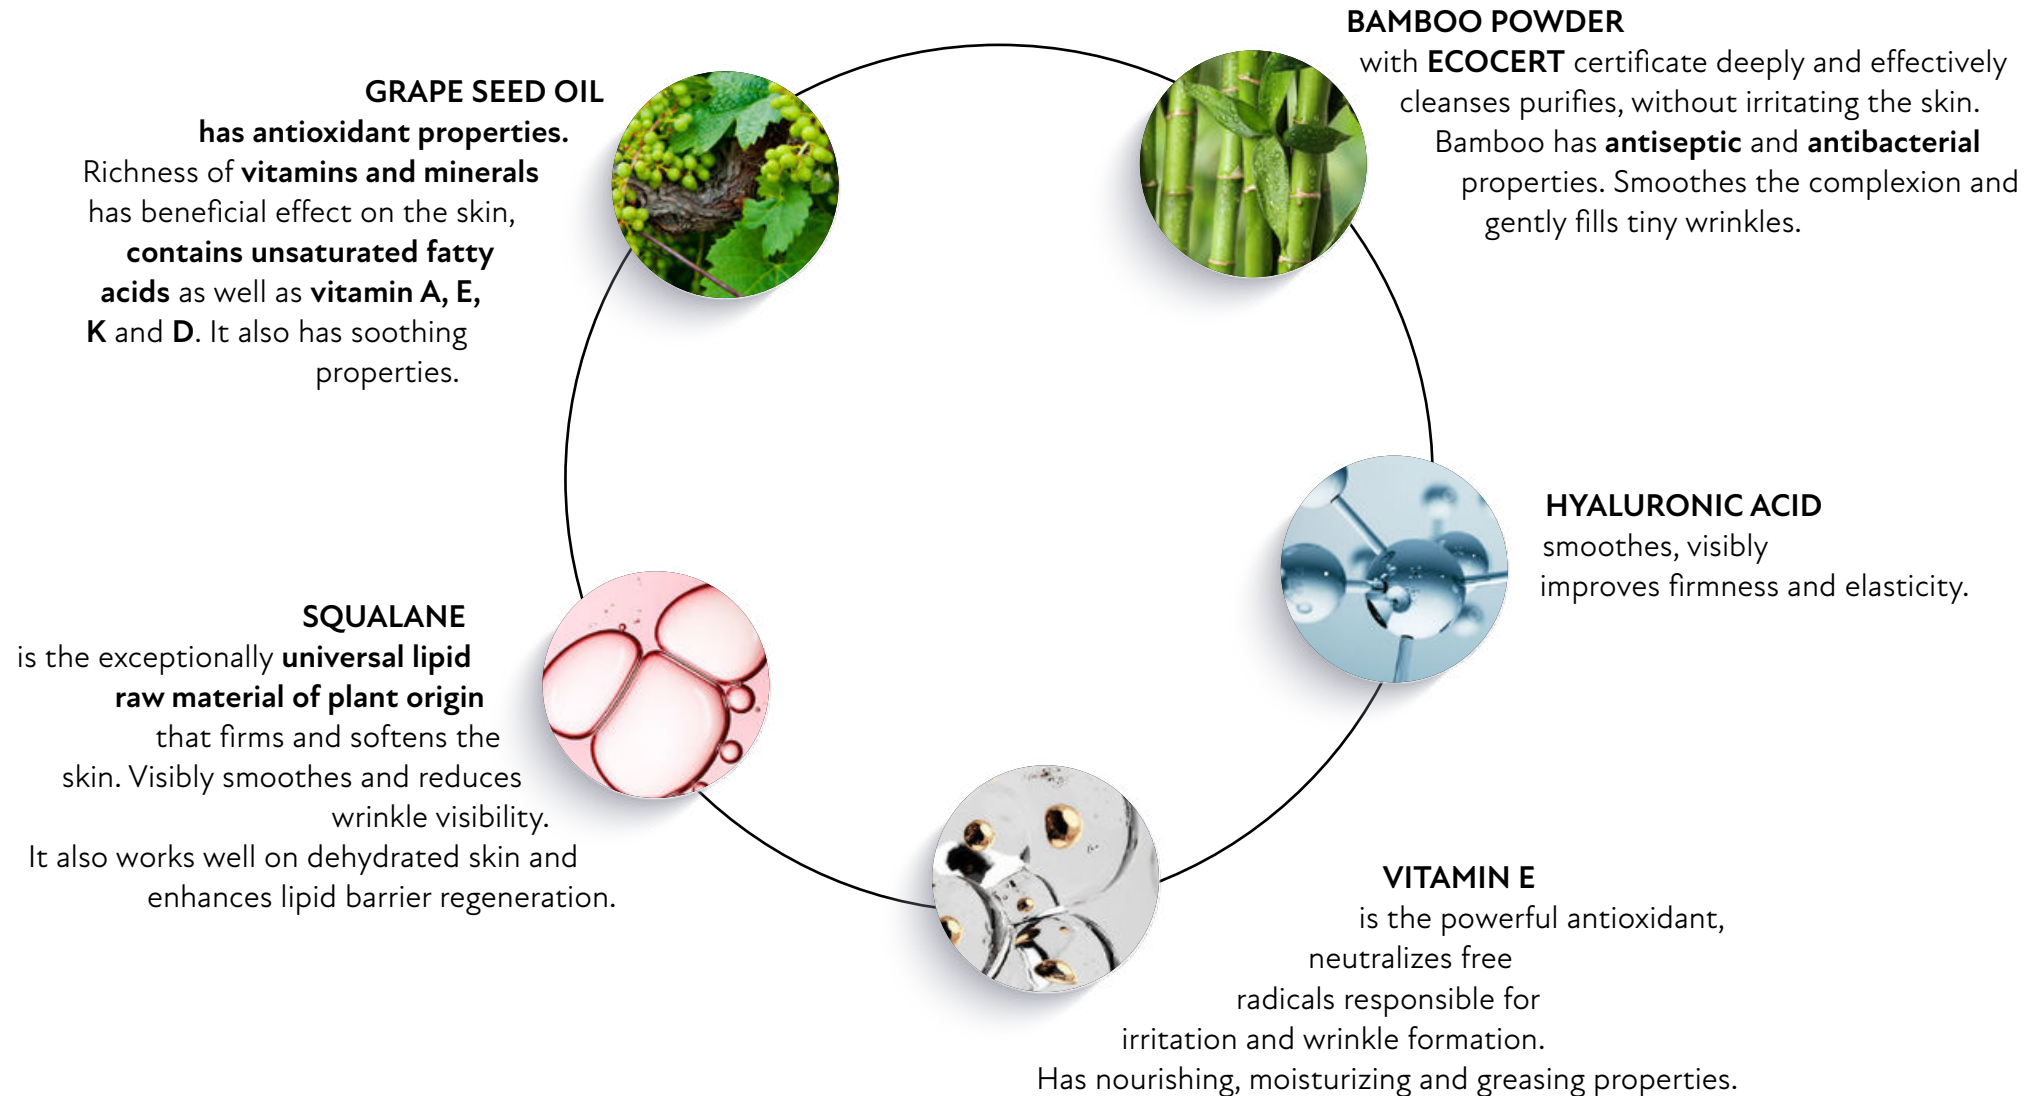 GRAPE SEED OIL
has antioxidant properties.
Richness of vitamins and minerals
has beneficial effect on the skin,
contains unsaturated fatty
acids as well as vitamin A, E,
K and D. It also has soothing
properties.
BAMBOO POWDER
with ECOCERT certificate deeply and effectively
cleanses purifies, without irritating the skin.
Bamboo has antiseptic and antibacterial
properties. Smoothes the complexion and
gently fills tiny wrinkles.
HYALURONIC ACID
smoothes, visibly
improves firmness and elasticity.
SQUALANE
is the exceptionally universal lipid
raw material of plant origin
that firms and softens the
skin. Visibly smoothes and reduces
wrinkle visibility.
It also works well on dehydrated skin and
enhances lipid barrier regeneration.
VITAMIN E
is the powerful antioxidant,
neutralizes free
radicals responsible for
irritation and wrinkle formation.
Has nourishing, moisturizing and greasing properties.